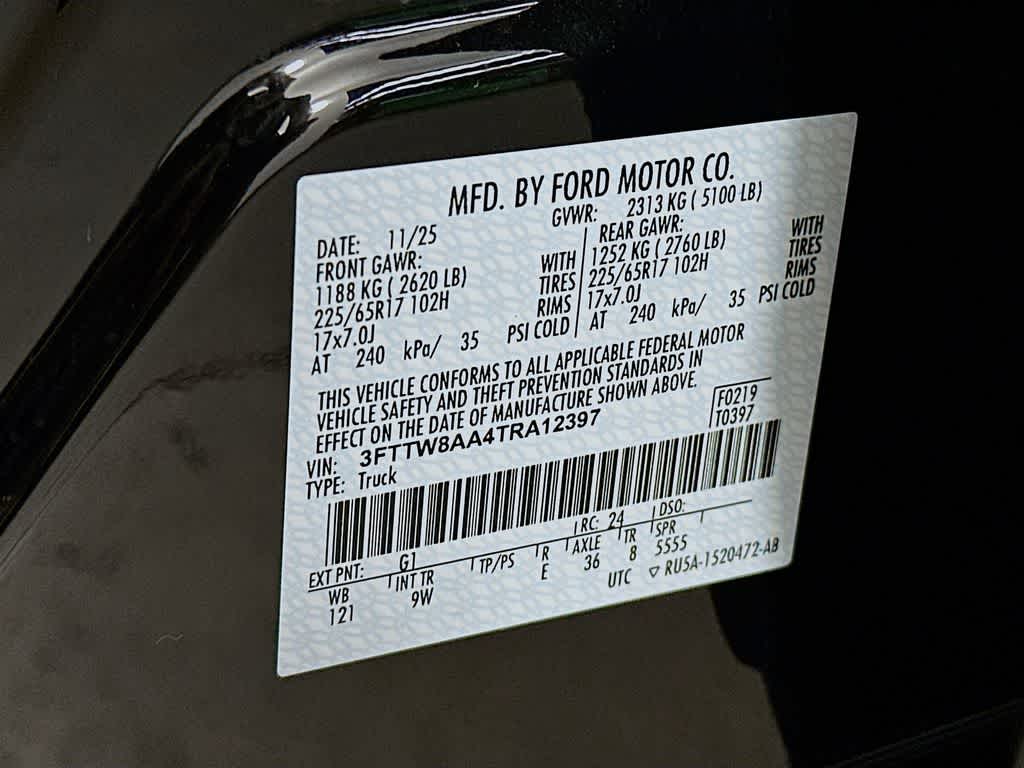 MFD. BY FORD MOTOR CO.
DATE: 11/25 GVWR: 2313 KG ( 5100 LB)
FRONT GAWR: REAR GAWR:
1188 KG ( 2620 LB) WITH 1252 KG ( 2760 LB) WITH
225/65R17 102H TIRES 225/65R17 102H TIRES
17x7.0J RIMS 17x7.0J RIMS
AT 240 kPa/ 35 PSI COLD AT 240 kPa/ 35 PSI COLD
THIS VEHICLE CONFORMS TO ALL APPLICABLE FEDERAL MOTOR
VEHICLE SAFETY AND THEFT PREVENTION STANDARDS IN
EFFECT ON THE DATE OF MANUFACTURE SHOWN ABOVE.
F0219
VIN: 3FTTW8AA4TRA12397 T0397
TYPE: Truck
EXT PNT: G1 RC: 24 DSO:
WB INT TR TP/PS R AXLE TR SPR
121 9W E 36 8 5555
UTC ▽ RU5A-1520472-AB